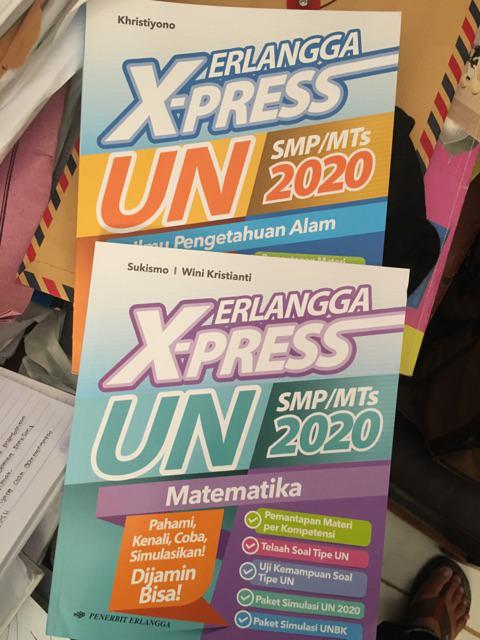 Khristiyono
ERLANGGA
X-PRESS
UN
SMP/MTs
2020
Ilmu Pengetahuan Alam
Pemantapan Materi
Sukismo | Wini Kristianti
ERLANGGA
X-PRESS
UN
SMP/MTs
2020
Matematika
Pahami,
Kenali, Coba,
Simulasikan!
Dijamin
Bisa!
Pemantapan Materi
per Kompetensi
Telaah Soal Tipe UN
Uji Kemampuan Soal
Tipe UN
Paket Simulasi UN 2020
Paket Simulasi UNBK
PENERBIT ERLANGGA